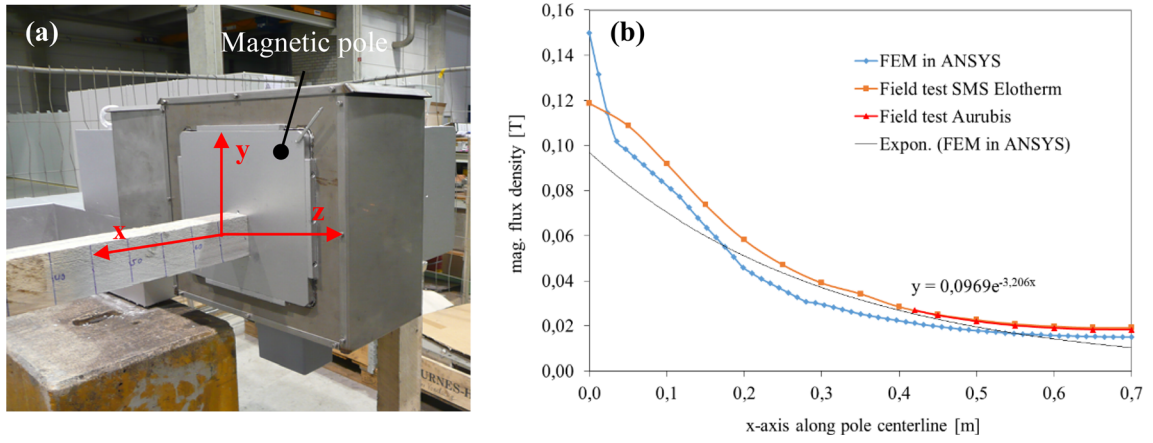 (a)
Magnetic pole
y
z
x
50
URNES-H
(b)
mag. flux density [T]
0,16
0,14
0,12
0,10
0,08
0,06
0,04
0,02
0,00
FEM in ANSYS
Field test SMS Elotherm
Field test Aurubis
Expon. (FEM in ANSYS)
y = 0,0969e^-3,206x
0,0 0,1 0,2 0,3 0,4 0,5 0,6 0,7
x-axis along pole centerline [m]